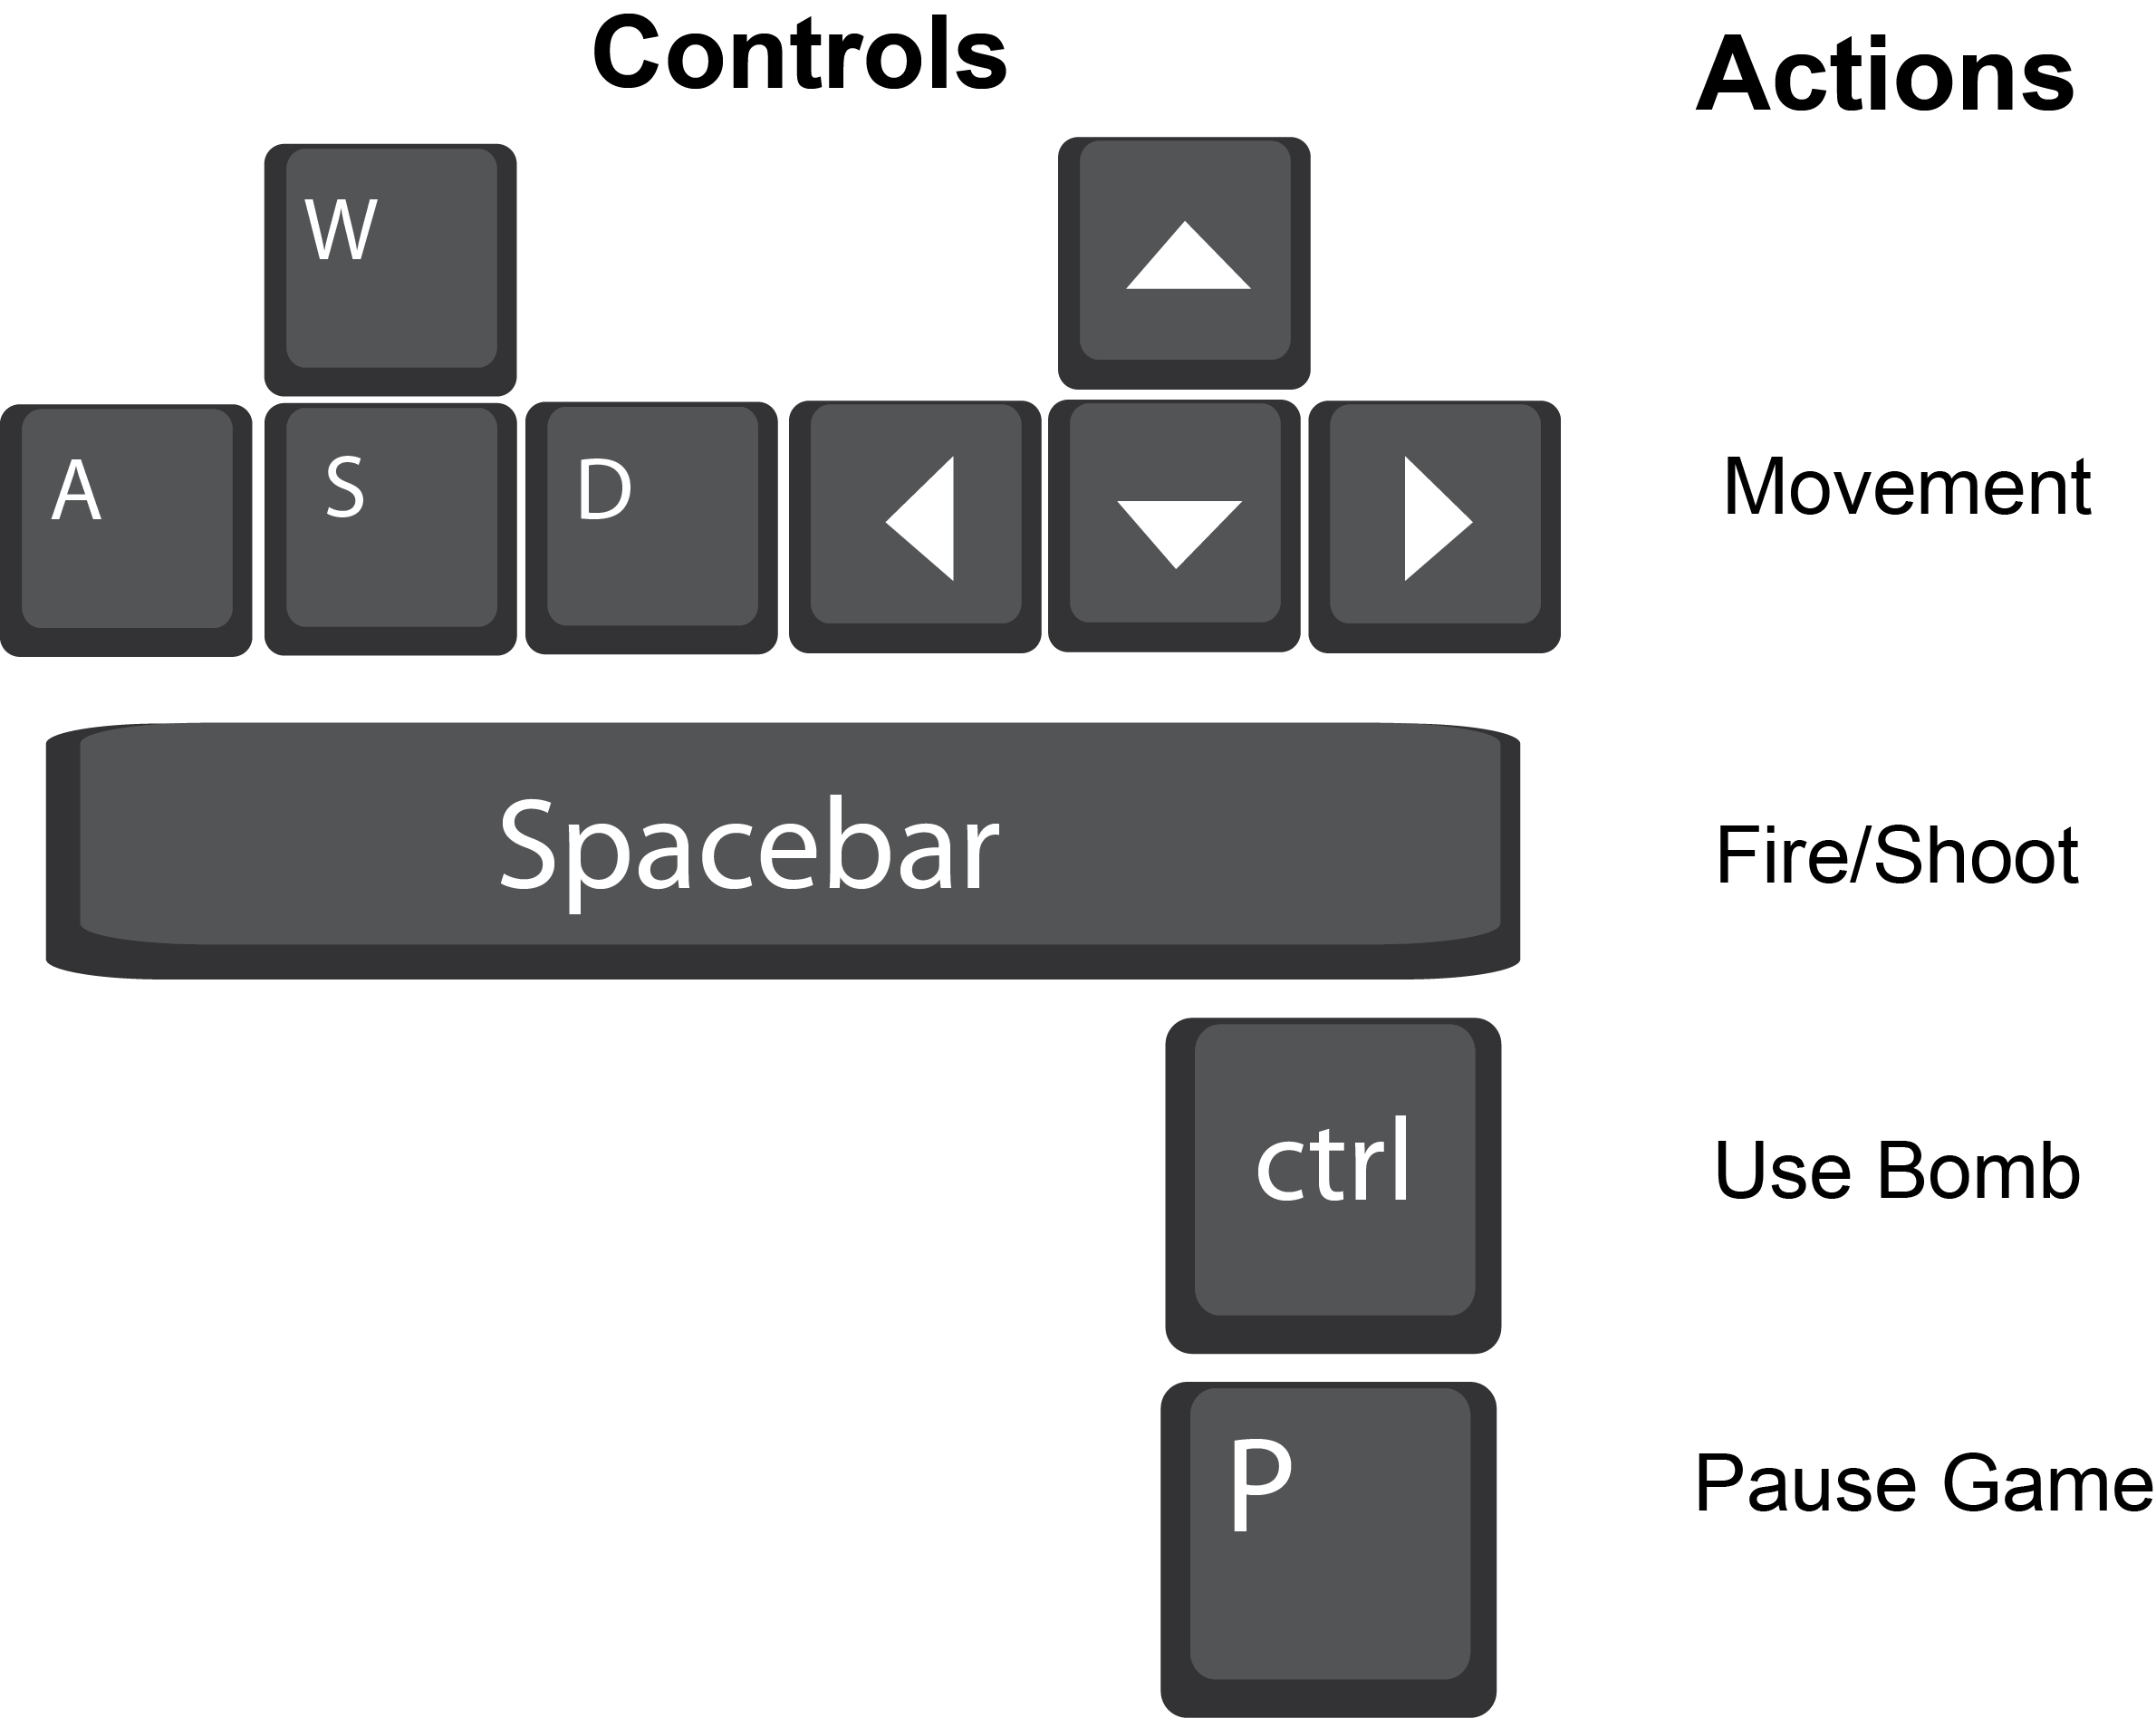 Controls
Actions
W
A S D
Movement
Spacebar
Fire/Shoot
ctrl
Use Bomb
P
Pause Game